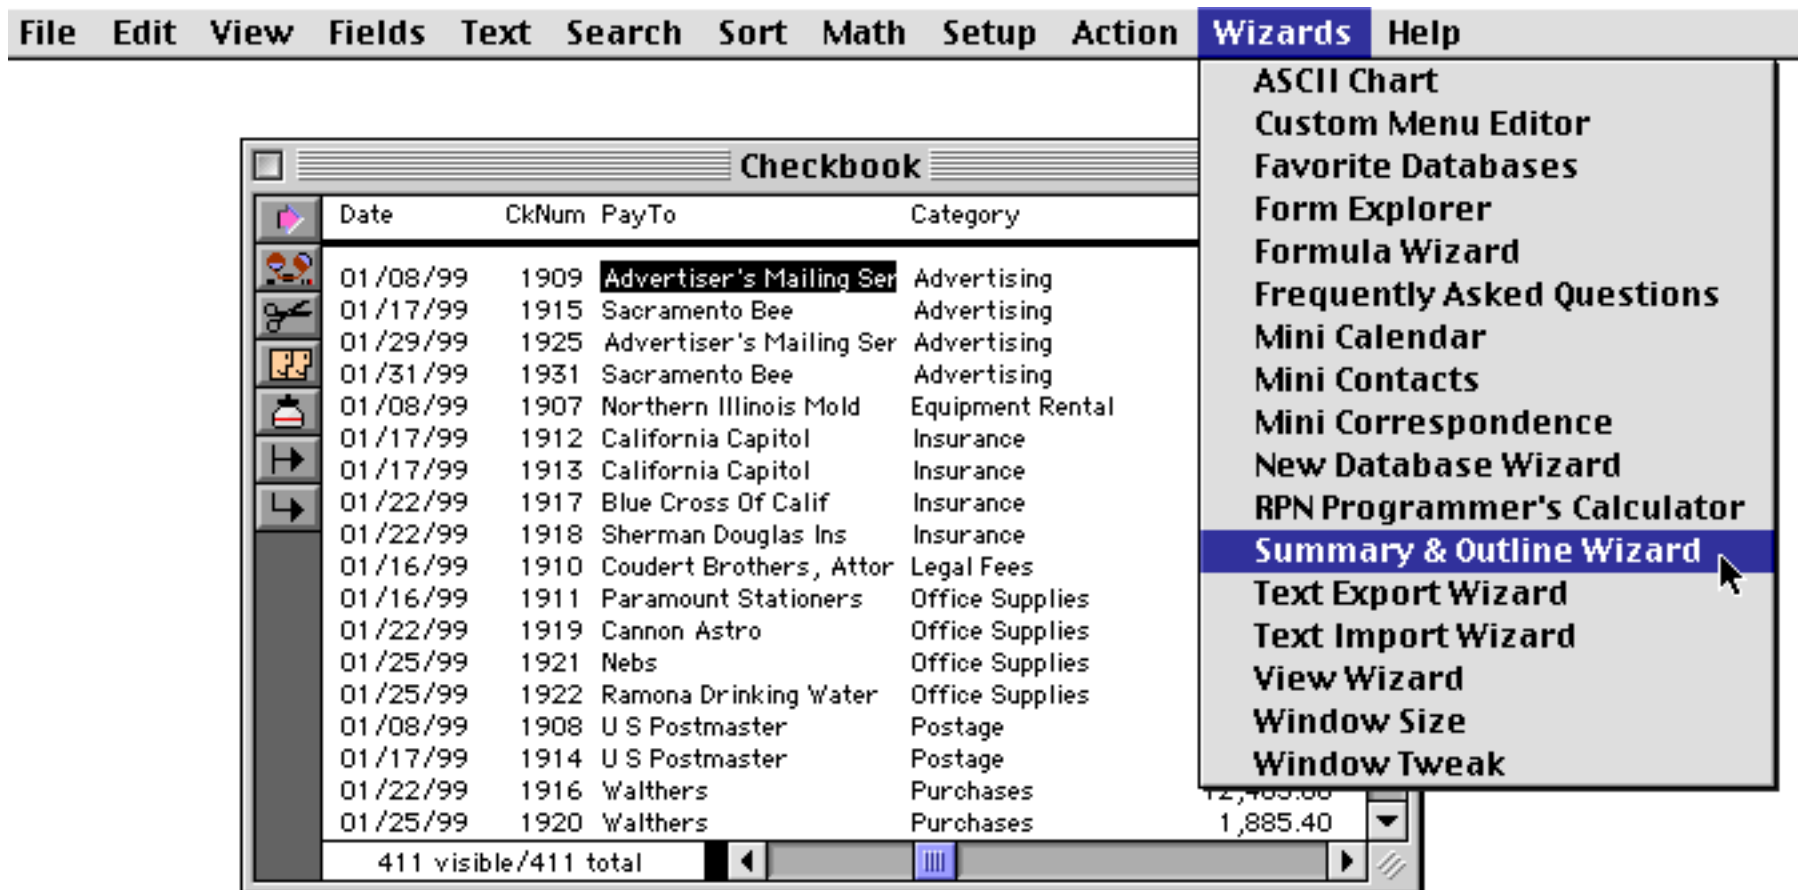 File Edit View Fields Text Search Sort Math Setup Action Wizards Help
ASCII Chart
Custom Menu Editor
Favorite Databases
Form Explorer
Formula Wizard
Frequently Asked Questions
Mini Calendar
Mini Contacts
Mini Correspondence
New Database Wizard
RPN Programmer's Calculator
Summary & Outline Wizard
Text Export Wizard
Text Import Wizard
View Wizard
Window Size
Window Tweak
Checkbook
Date CkNum PayTo Category
01/08/99 1909 Advertiser's Mailing Ser Advertising
01/17/99 1915 Sacramento Bee Advertising
01/29/99 1925 Advertiser's Mailing Ser Advertising
01/31/99 1931 Sacramento Bee Advertising
01/08/99 1907 Northern Illinois Mold Equipment Rental
01/17/99 1912 California Capitol Insurance
01/17/99 1913 California Capitol Insurance
01/22/99 1917 Blue Cross Of Calif Insurance
01/22/99 1918 Sherman Douglas Ins Insurance
01/16/99 1910 Coudert Brothers, Attor Legal Fees
01/16/99 1911 Paramount Stationers Office Supplies
01/22/99 1919 Cannon Astro Office Supplies
01/25/99 1921 Nebs Office Supplies
01/25/99 1922 Ramona Drinking Water Office Supplies
01/08/99 1908 U S Postmaster Postage
01/17/99 1914 U S Postmaster Postage
01/22/99 1916 Walthers Purchases
01/25/99 1920 Walthers Purchases 1,885.40
411 visible/411 total